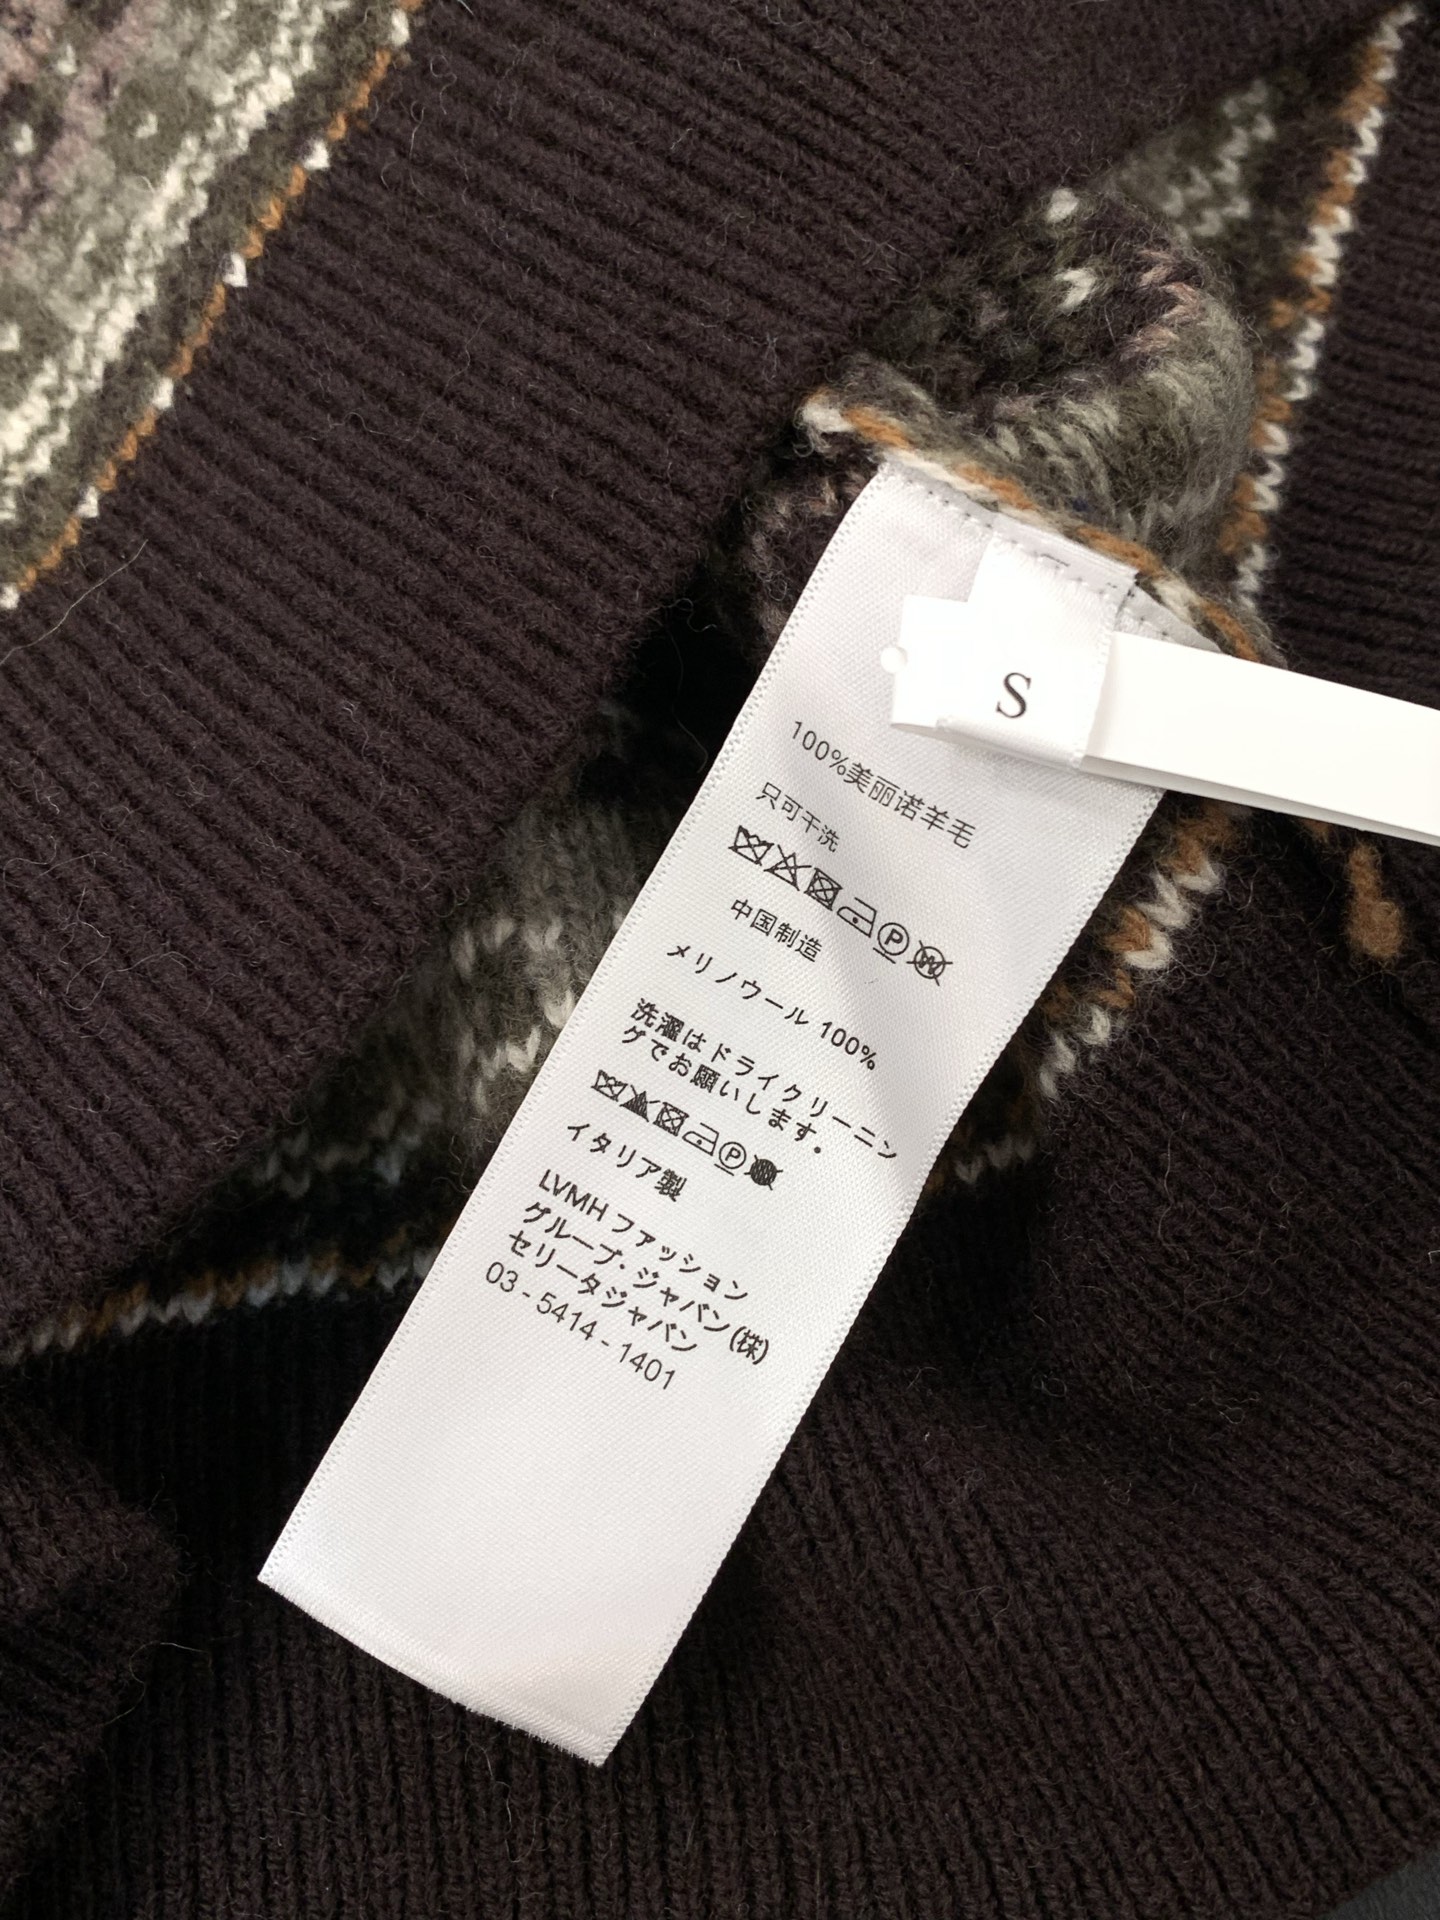 S
100%美丽诺羊毛
只可干洗
P W
中国制造
メリノウール 100%
洗濯はドライクリーニン
グでお願いします。
P
イタリア製
LVMH ファッション
グループ・ジャパン(株)
セリーヌジャパン
03 - 5414 - 1401